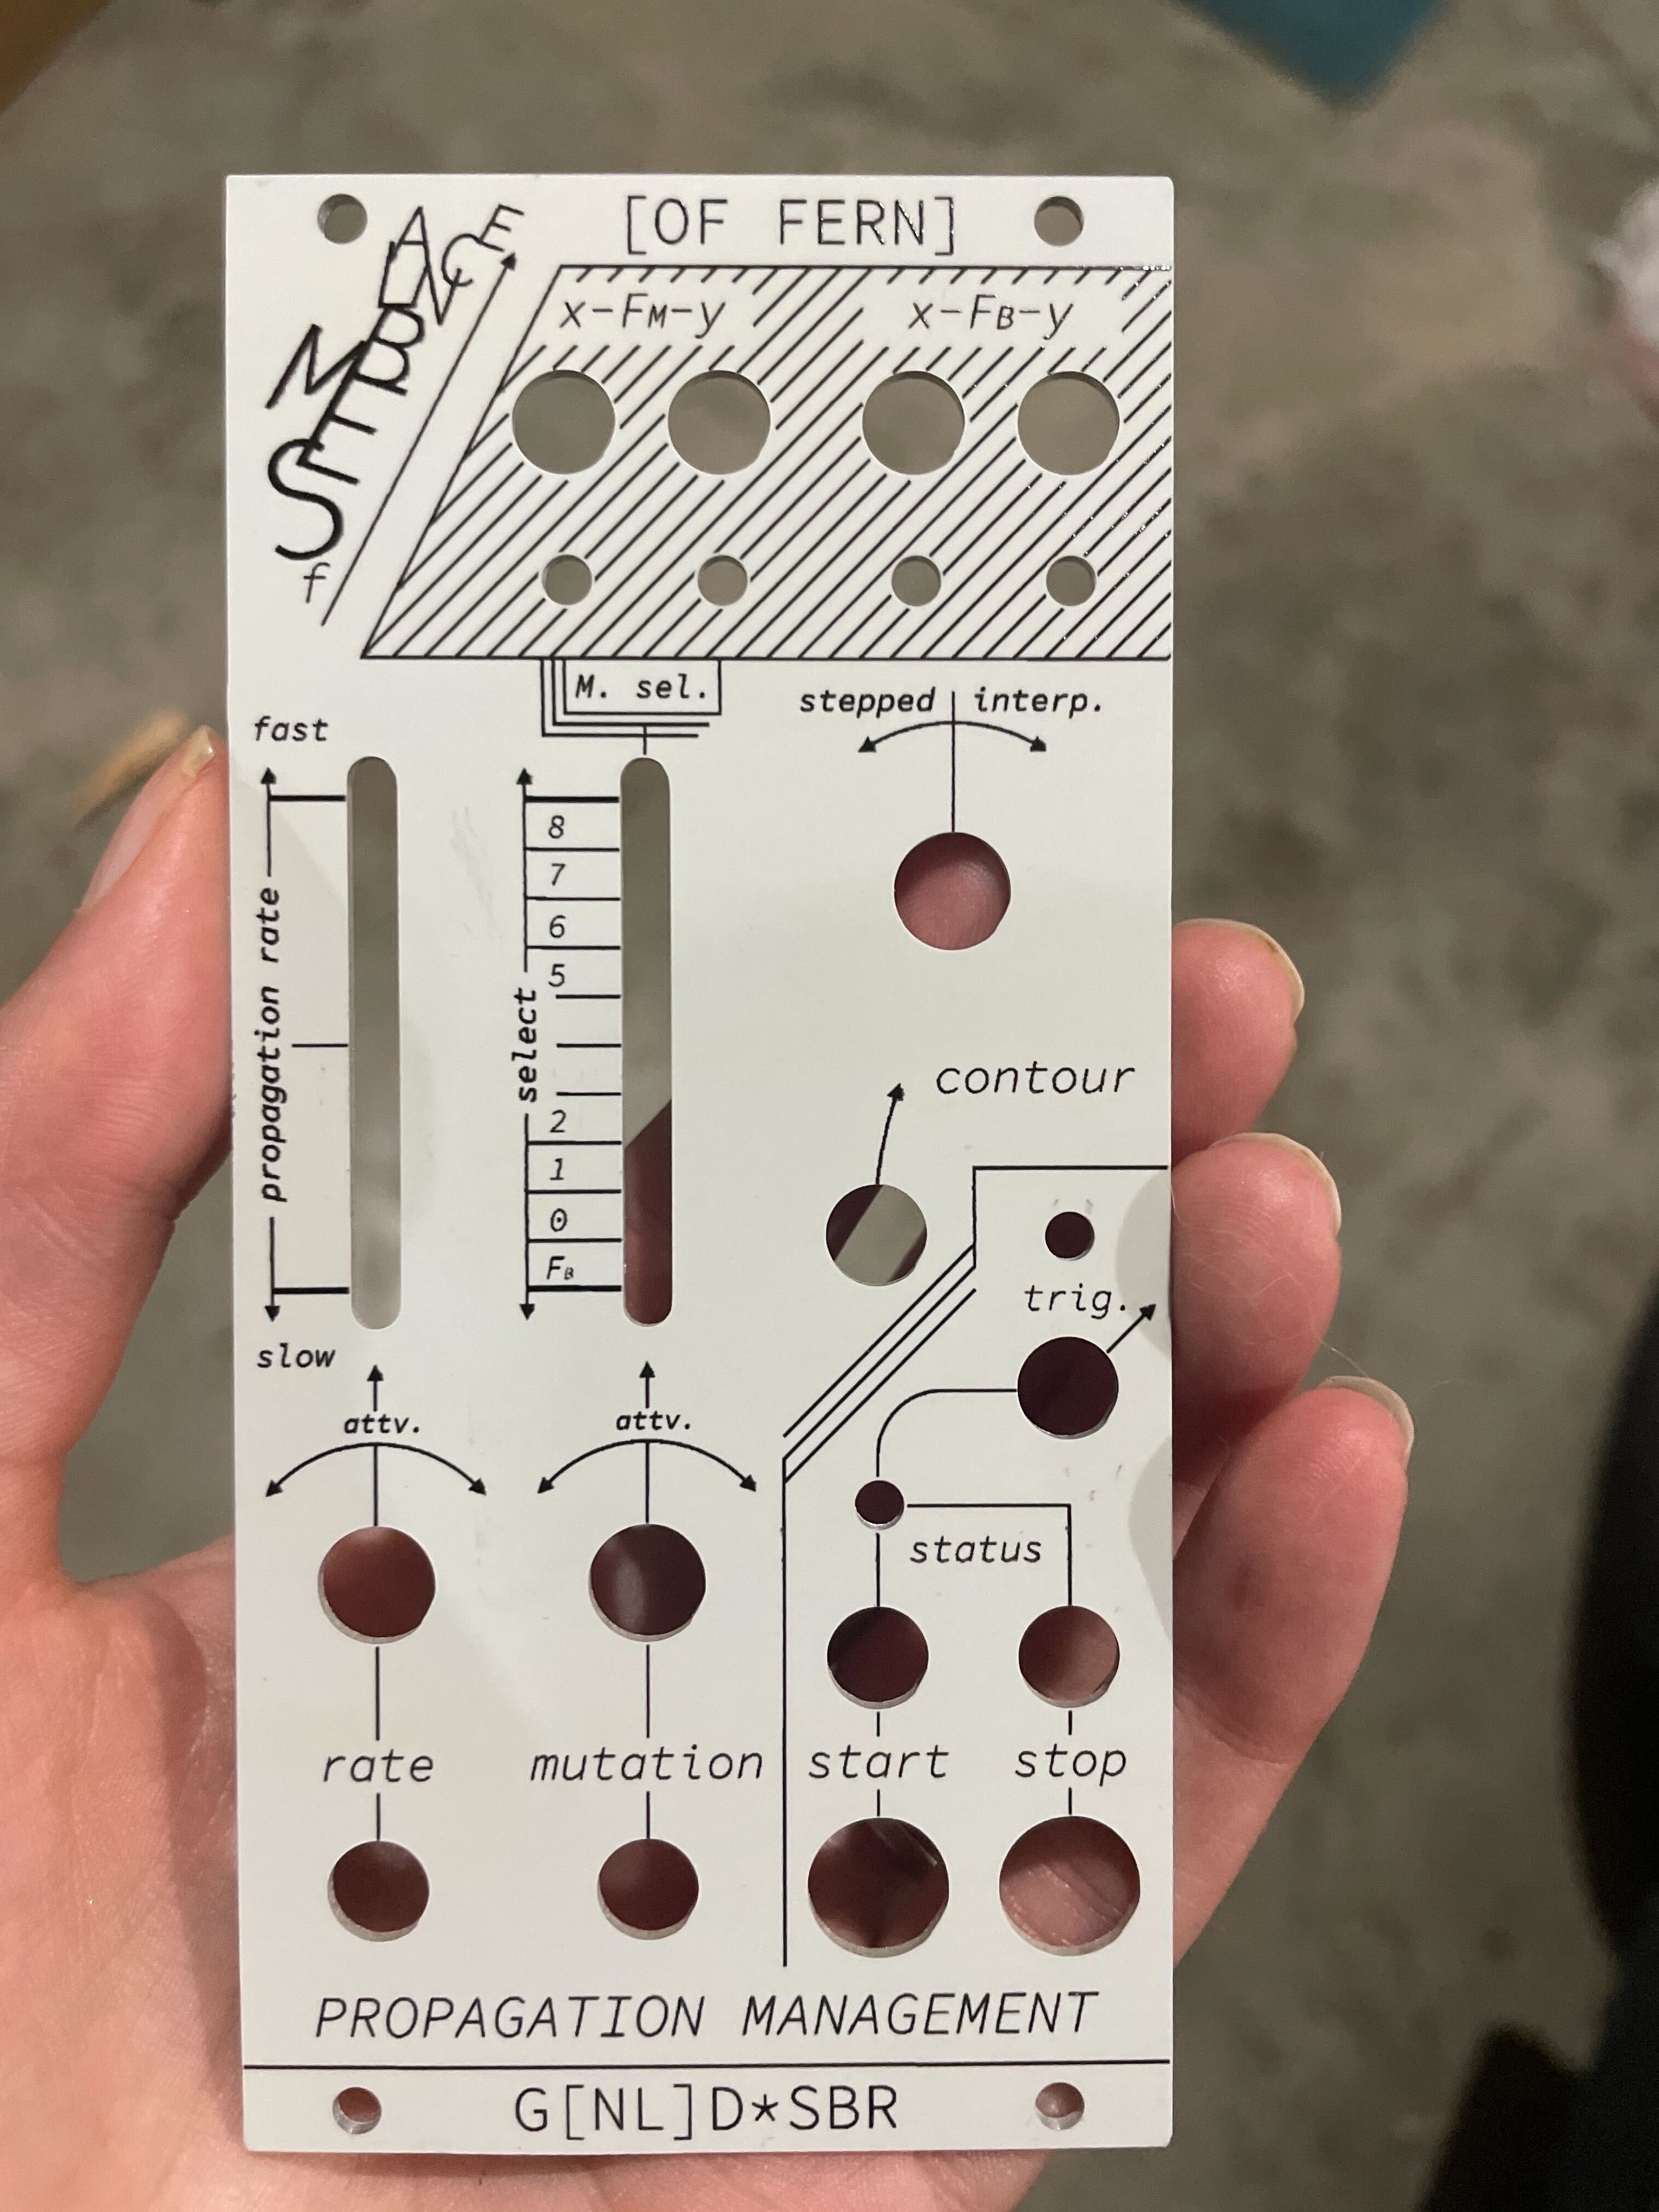 [OF FERN]
SEMBLANCE
f
x-FM-y
x-FB-y
M. sel.
stepped
interp.
fast
propagation rate
slow
select
8
7
6
5
2
1
0
FB
contour
trig.
attv.
attv.
status
rate
mutation
start
stop
PROPAGATION MANAGEMENT
G[NL]D*SBR